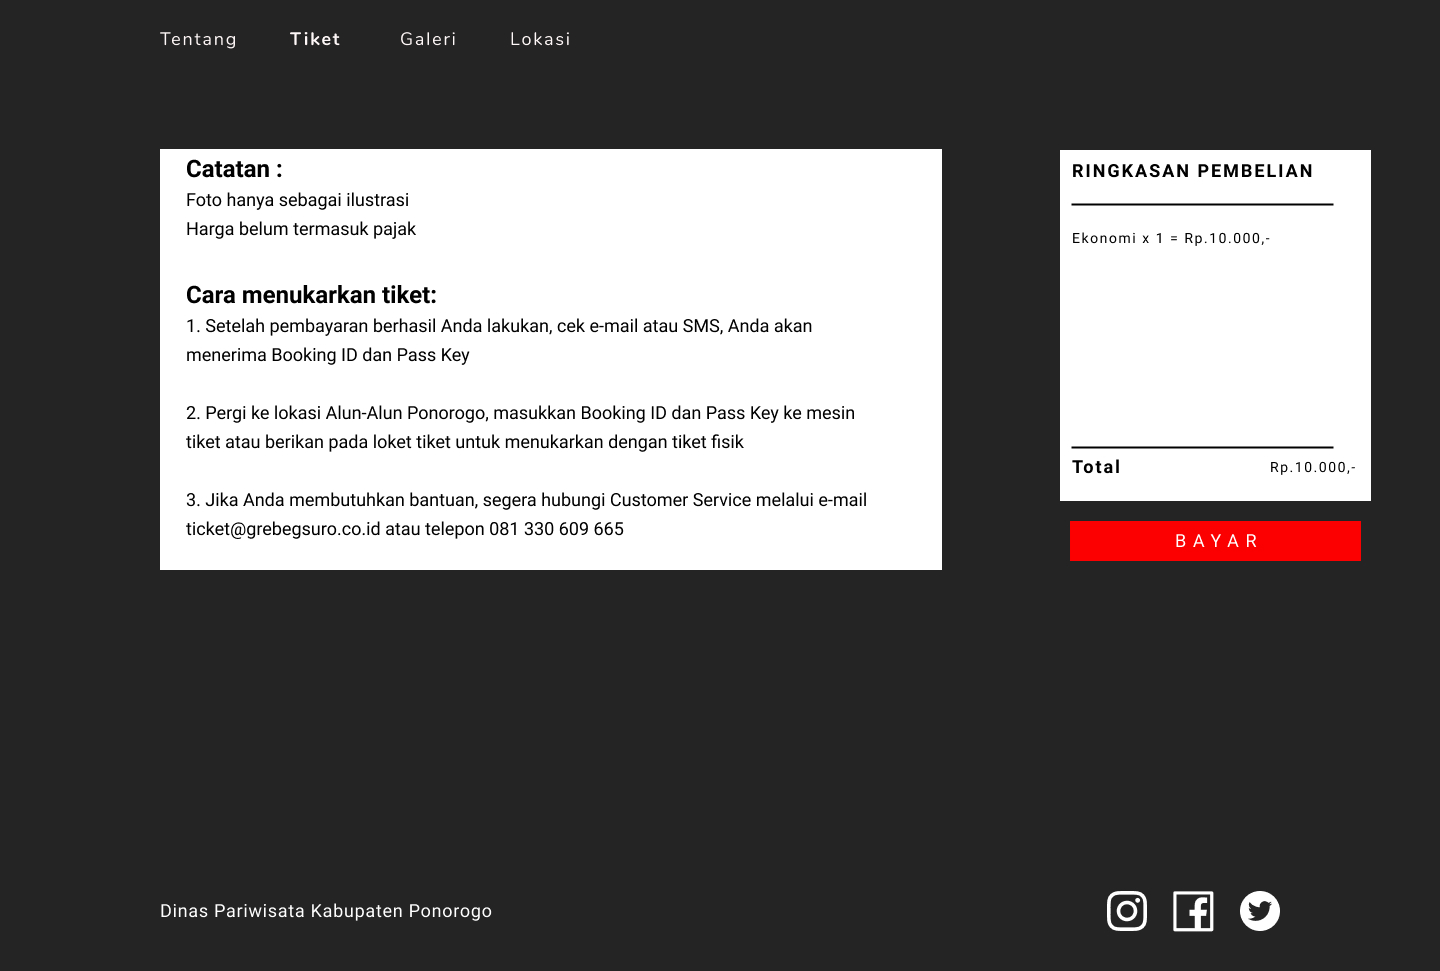 Tentang Tiket Galeri Lokasi
Catatan :
Foto hanya sebagai ilustrasi
Harga belum termasuk pajak
Cara menukarkan tiket:
1. Setelah pembayaran berhasil Anda lakukan, cek e-mail atau SMS, Anda akan
menerima Booking ID dan Pass Key
2. Pergi ke lokasi Alun-Alun Ponorogo, masukkan Booking ID dan Pass Key ke mesin
tiket atau berikan pada loket tiket untuk menukarkan dengan tiket fisik
3. Jika Anda membutuhkan bantuan, segera hubungi Customer Service melalui e-mail
ticket@grebegsuro.co.id atau telepon 081 330 609 665
RINGKASAN PEMBELIAN
Ekonomi x 1 = Rp.10.000,-
Total Rp.10.000,-
BAYAR
Dinas Pariwisata Kabupaten Ponorogo